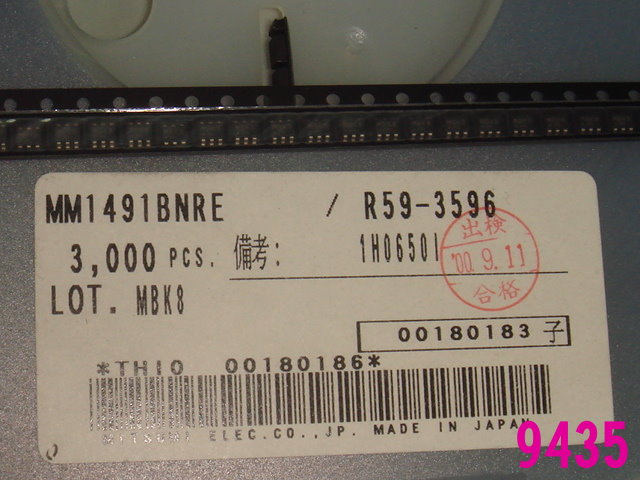 MM1491BNRE / R59-3596
3,000 PCS. 備考: 1H06501
出検
'00.9.11
合格
LOT. MBK8
00180183 子
*THIO 00180186*
MITSUMI ELEC.CO.,JP. MADE IN JAPAN
9435